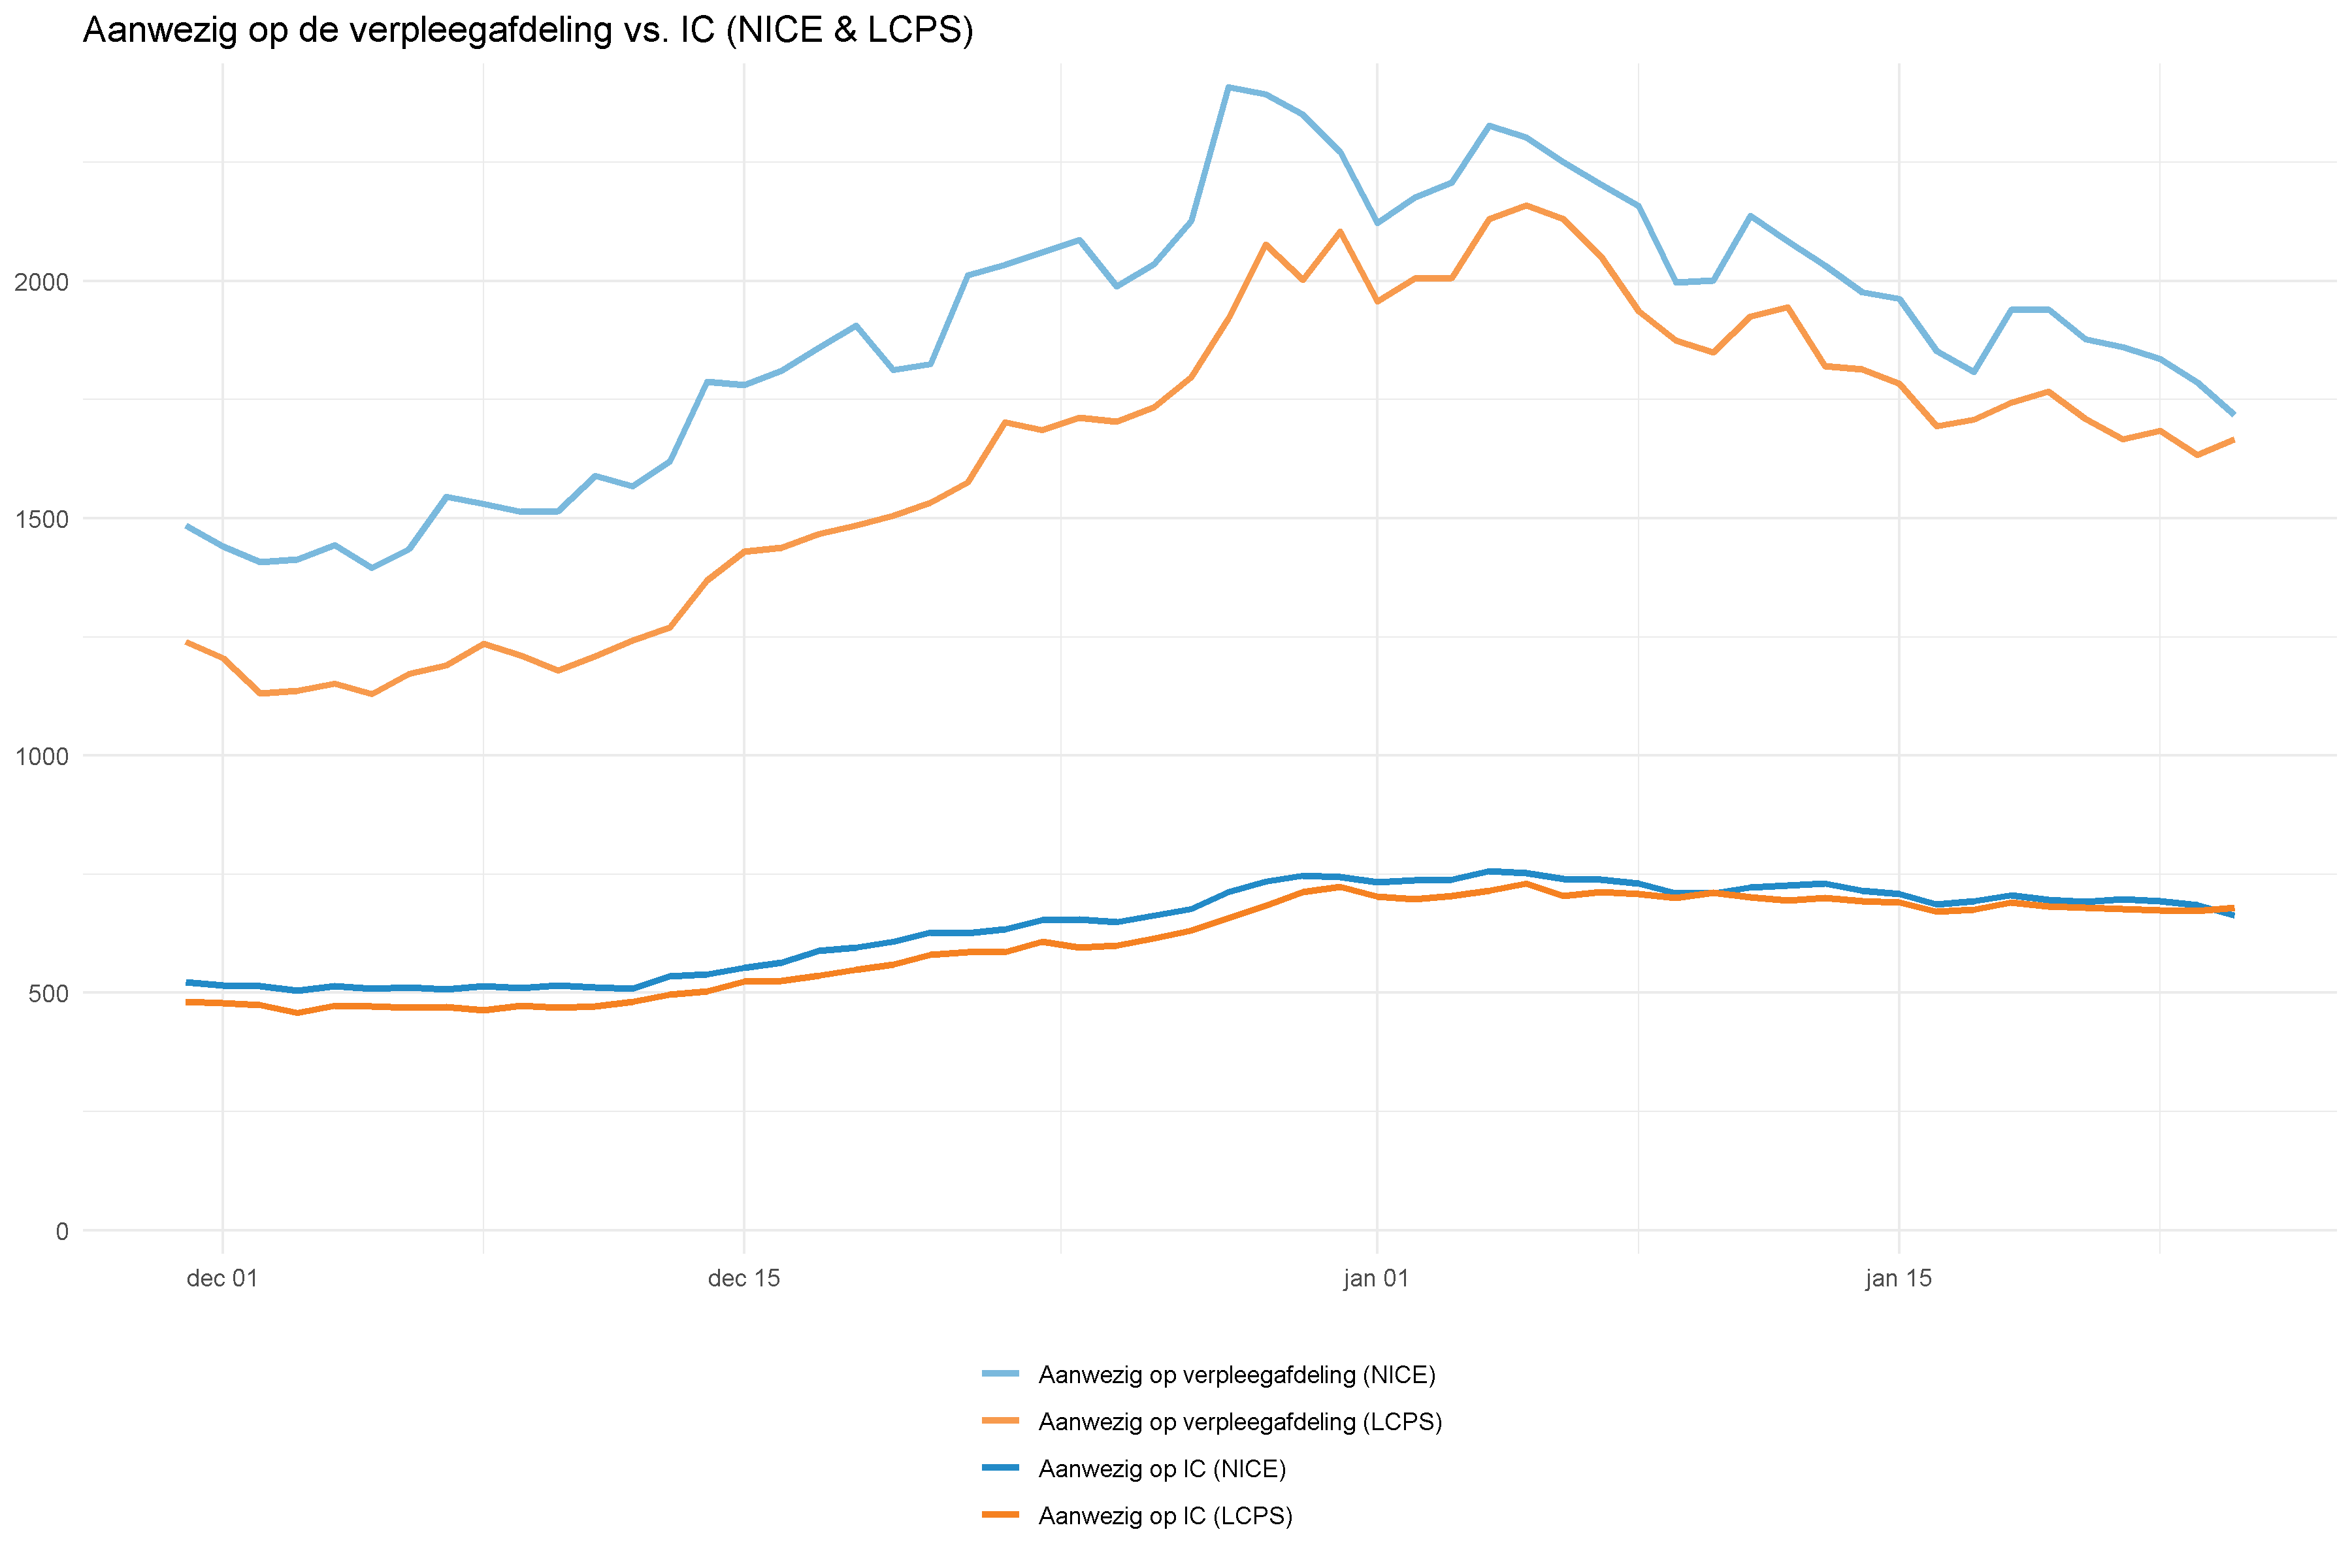 Aanwezig op de verpleegafdeling vs. IC (NICE & LCPS)
2000
1500
1000
500
0
dec 01 dec 15 jan 01 jan 15
Aanwezig op verpleegafdeling (NICE)
Aanwezig op verpleegafdeling (LCPS)
Aanwezig op IC (NICE)
Aanwezig op IC (LCPS)